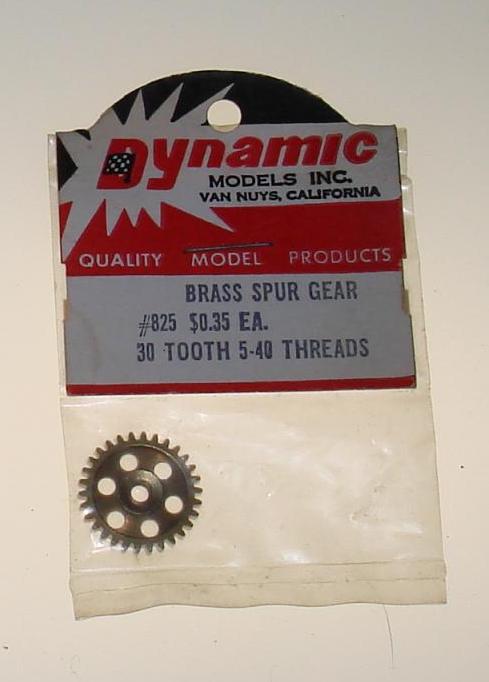 Dynamic
MODELS INC.
VAN NUYS, CALIFORNIA
QUALITY MODEL PRODUCTS
BRASS SPUR GEAR
#825 $0.35 EA.
30 TOOTH 5-40 THREADS